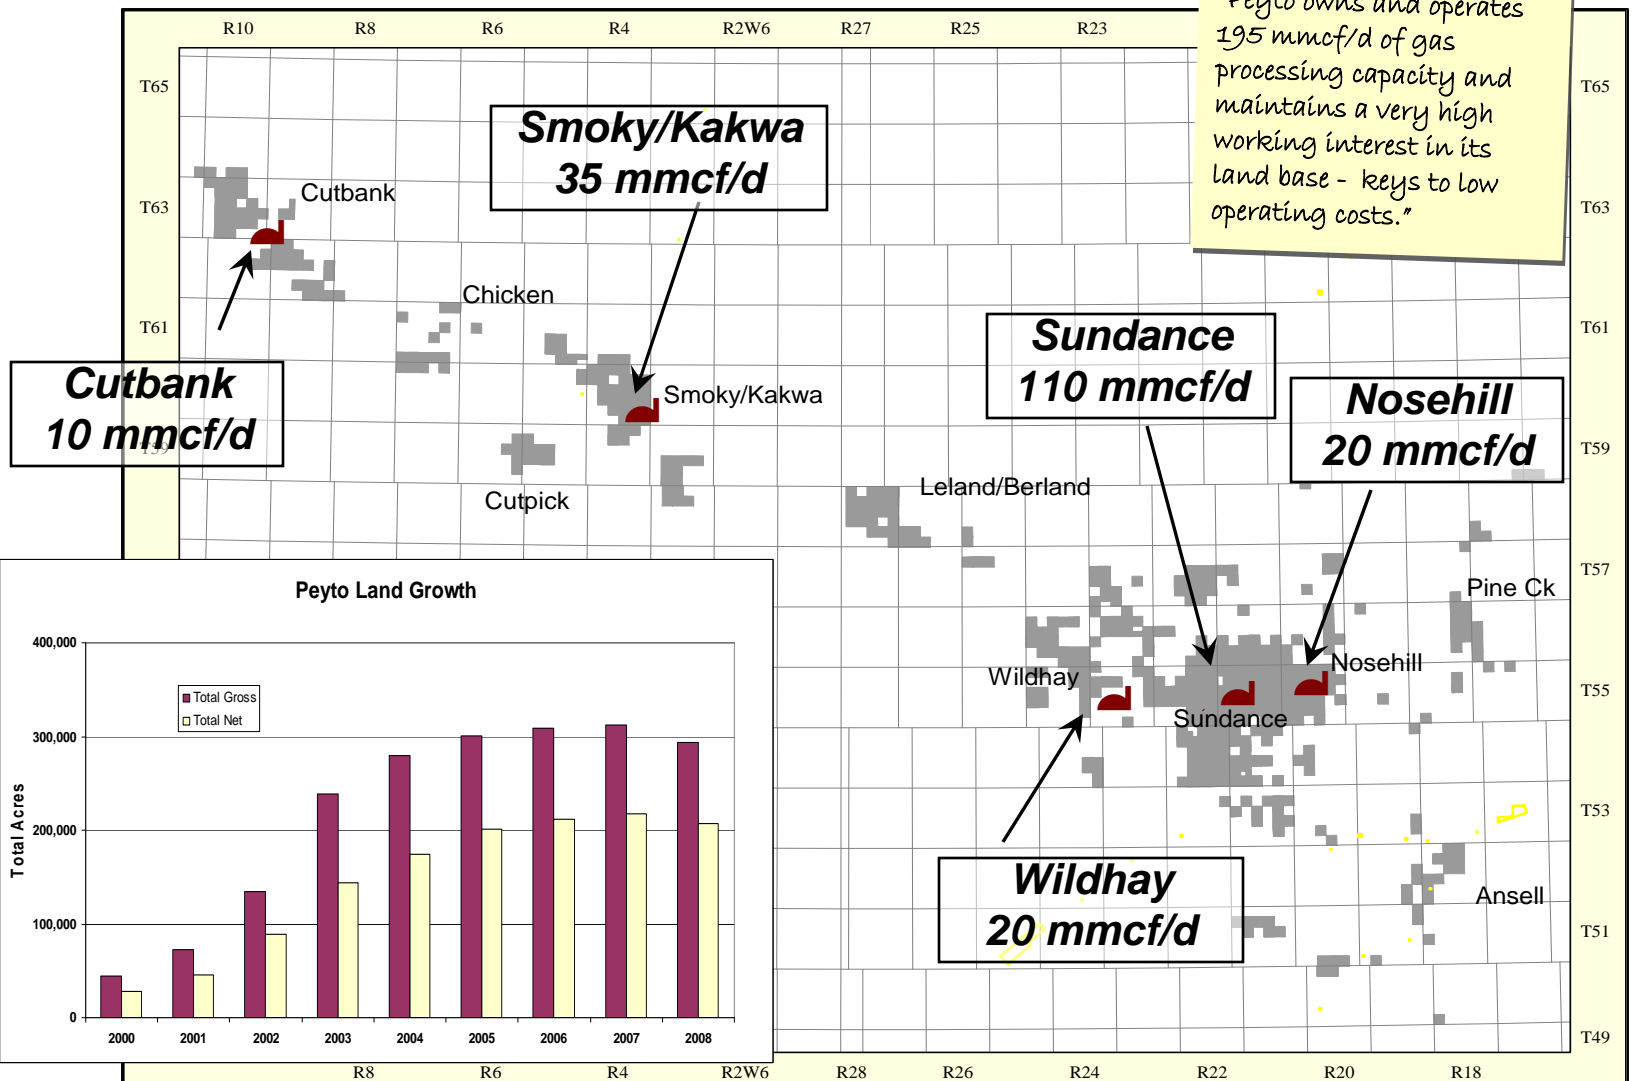 "Peyto owns and operates
195 mmcf/d of gas
processing capacity and
maintains a very high
working interest in its
land base - keys to low
operating costs."
R10 R8 R6 R4 R2W6 R27 R25 R23
T65 T65
Smoky/Kakwa
35 mmcf/d
Cutbank
T63 T63
Chicken
T61 T61
Sundance
110 mmcf/d
Cutbank
10 mmcf/d
Nosehill
20 mmcf/d
Smoky/Kakwa
T59 T59
Cutpick
Leland/Berland
T57
Pine Ck
Nosehill
Wildhay
T55
Sundance
T53
Wildhay
20 mmcf/d
Ansell
T51
T49
Peyto Land Growth
400,000
300,000
200,000
100,000
0
Total Acres
Total Gross
Total Net
2000 2001 2002 2003 2004 2005 2006 2007 2008
R8 R6 R4 R2W6 R28 R26 R24 R22 R20 R18